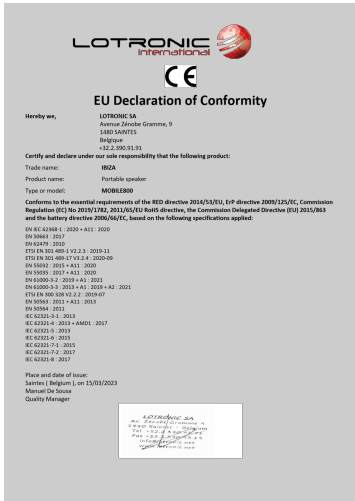 LOTRONIC
international
CE
EU Declaration of Conformity
Hereby we, LOTRONIC SA
Avenue Zénobe Gramme, 9
1480 SAINTES
Belgique
+32.2.390.91.91
Certify and declare under our sole responsibility that the following product:
Trade name: IBIZA
Product name: Portable speaker
Type or model: MOBILE800
Conforms to the essential requirements of the RED directive 2014/53/EU, ErP directive 2009/125/EC, Commission
Regulation (EC) No 2019/1782, 2011/65/EU RoHS directive, the Commission Delegated Directive (EU) 2015/863
and the battery directive 2006/66/EC, based on the following specifications applied:
EN IEC 62368-1 : 2020 + A11 : 2020
EN 50663 : 2017
EN 62479 : 2010
ETSI EN 301 489-1 V2.2.3 : 2019-11
ETSI EN 301 489-17 V3.2.4 : 2020-09
EN 55032 : 2015 + A11 : 2020
EN 55035 : 2017 + A11 : 2020
EN 61000-3-2 : 2019 + A1 : 2021
EN 61000-3-3 : 2013 + A1 : 2019 + A2 : 2021
ETSI EN 300 328 V2.2.2 : 2019-07
EN 50563 : 2011 + A11 : 2013
EN 50564 : 2011
IEC 62321-3-1 : 2013
IEC 62321-4 : 2013 + AMD1 : 2017
IEC 62321-5 : 2013
IEC 62321-6 : 2015
IEC 62321-7-1 : 2015
IEC 62321-7-2 : 2017
IEC 62321-8 : 2017
Place and date of issue:
Saintes ( Belgium ), on 15/03/2023
Manuel De Sousa
Quality Manager
LOTRONIC SA
Av. Zénobe Gramme 9
1480 Saintes - Belgium